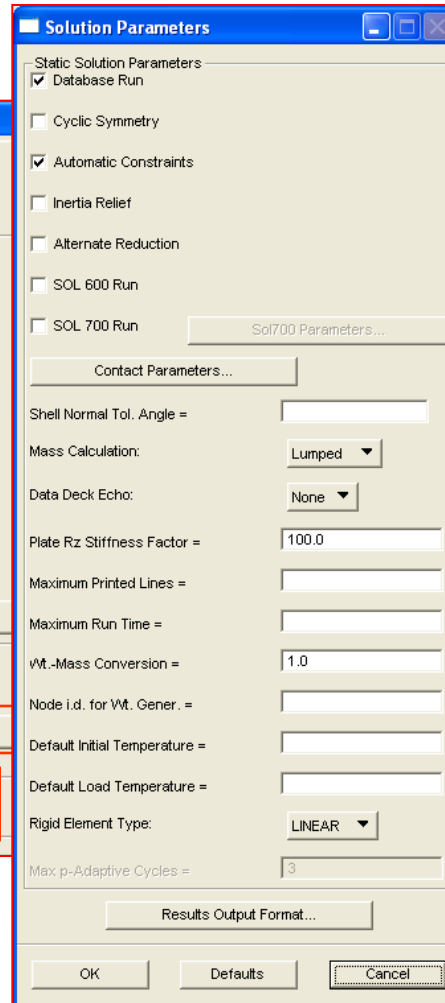 Solution Parameters
Static Solution Parameters
Database Run
Cyclic Symmetry
Automatic Constraints
Inertia Relief
Alternate Reduction
SOL 600 Run
SOL 700 Run
Sol700 Parameters...
Contact Parameters...
Shell Normal Tol. Angle =
Mass Calculation: Lumped
Data Deck Echo: None
Plate Rz Stiffness Factor = 100.0
Maximum Printed Lines =
Maximum Run Time =
Wt.-Mass Conversion = 1.0
Node i.d. for Wt. Gener. =
Default Initial Temperature =
Default Load Temperature =
Rigid Element Type: LINEAR
Max p-Adaptive Cycles = 3
Results Output Format...
OK Defaults Cancel